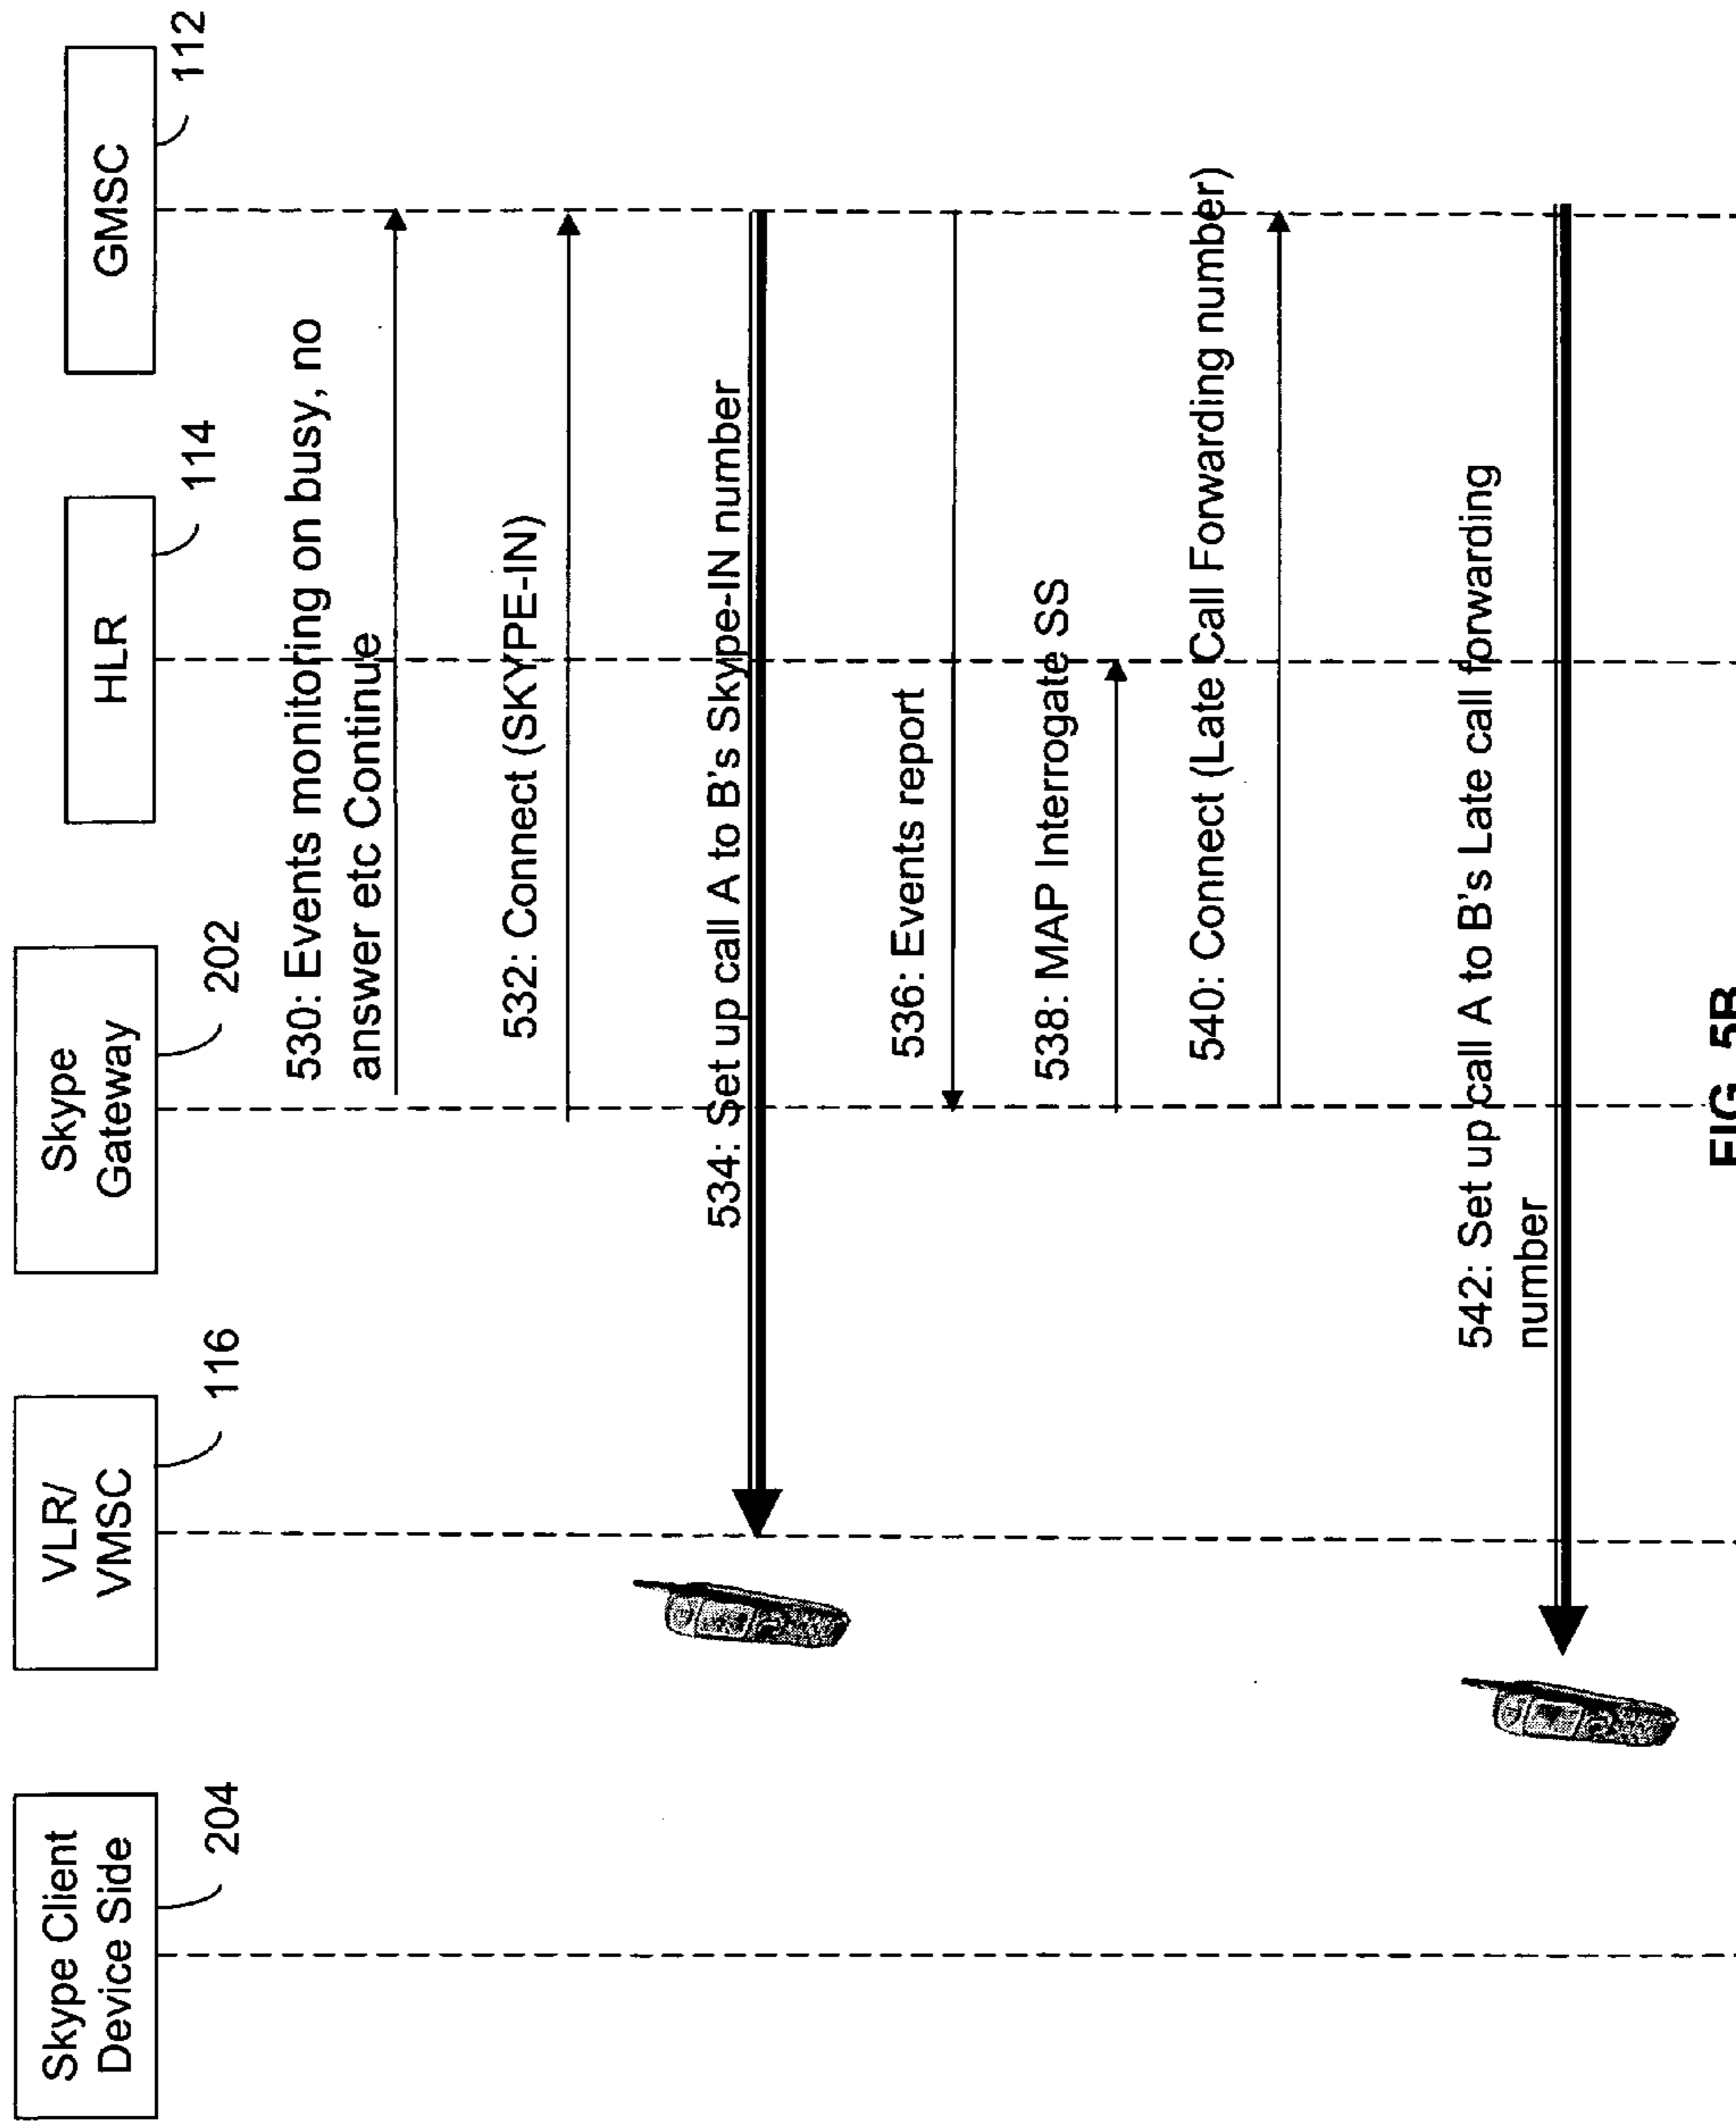 Skype Client
Device Side
204
VLR/
VMSC
116
Skype
Gateway
202
HLR
114
GMSC
112
530: Events monitoring on busy, no
answer etc Continue
532: Connect (SKYPE-IN)
534: Set up call A to B's Skype-IN number
536: Events report
538: MAP Interrogate SS
540: Connect (Late Call Forwarding number)
542: Set up call A to B's Late call forwarding
number
FIG. 5B